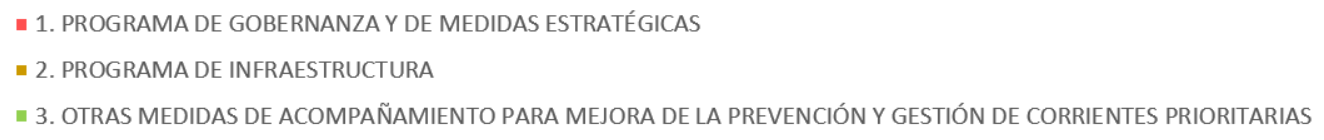 1. PROGRAMA DE GOBERNANZA Y DE MEDIDAS ESTRATÉGICAS
2. PROGRAMA DE INFRAESTRUCTURA
3. OTRAS MEDIDAS DE ACOMPAÑAMIENTO PARA MEJORA DE LA PREVENCIÓN Y GESTIÓN DE CORRIENTES PRIORITARIAS